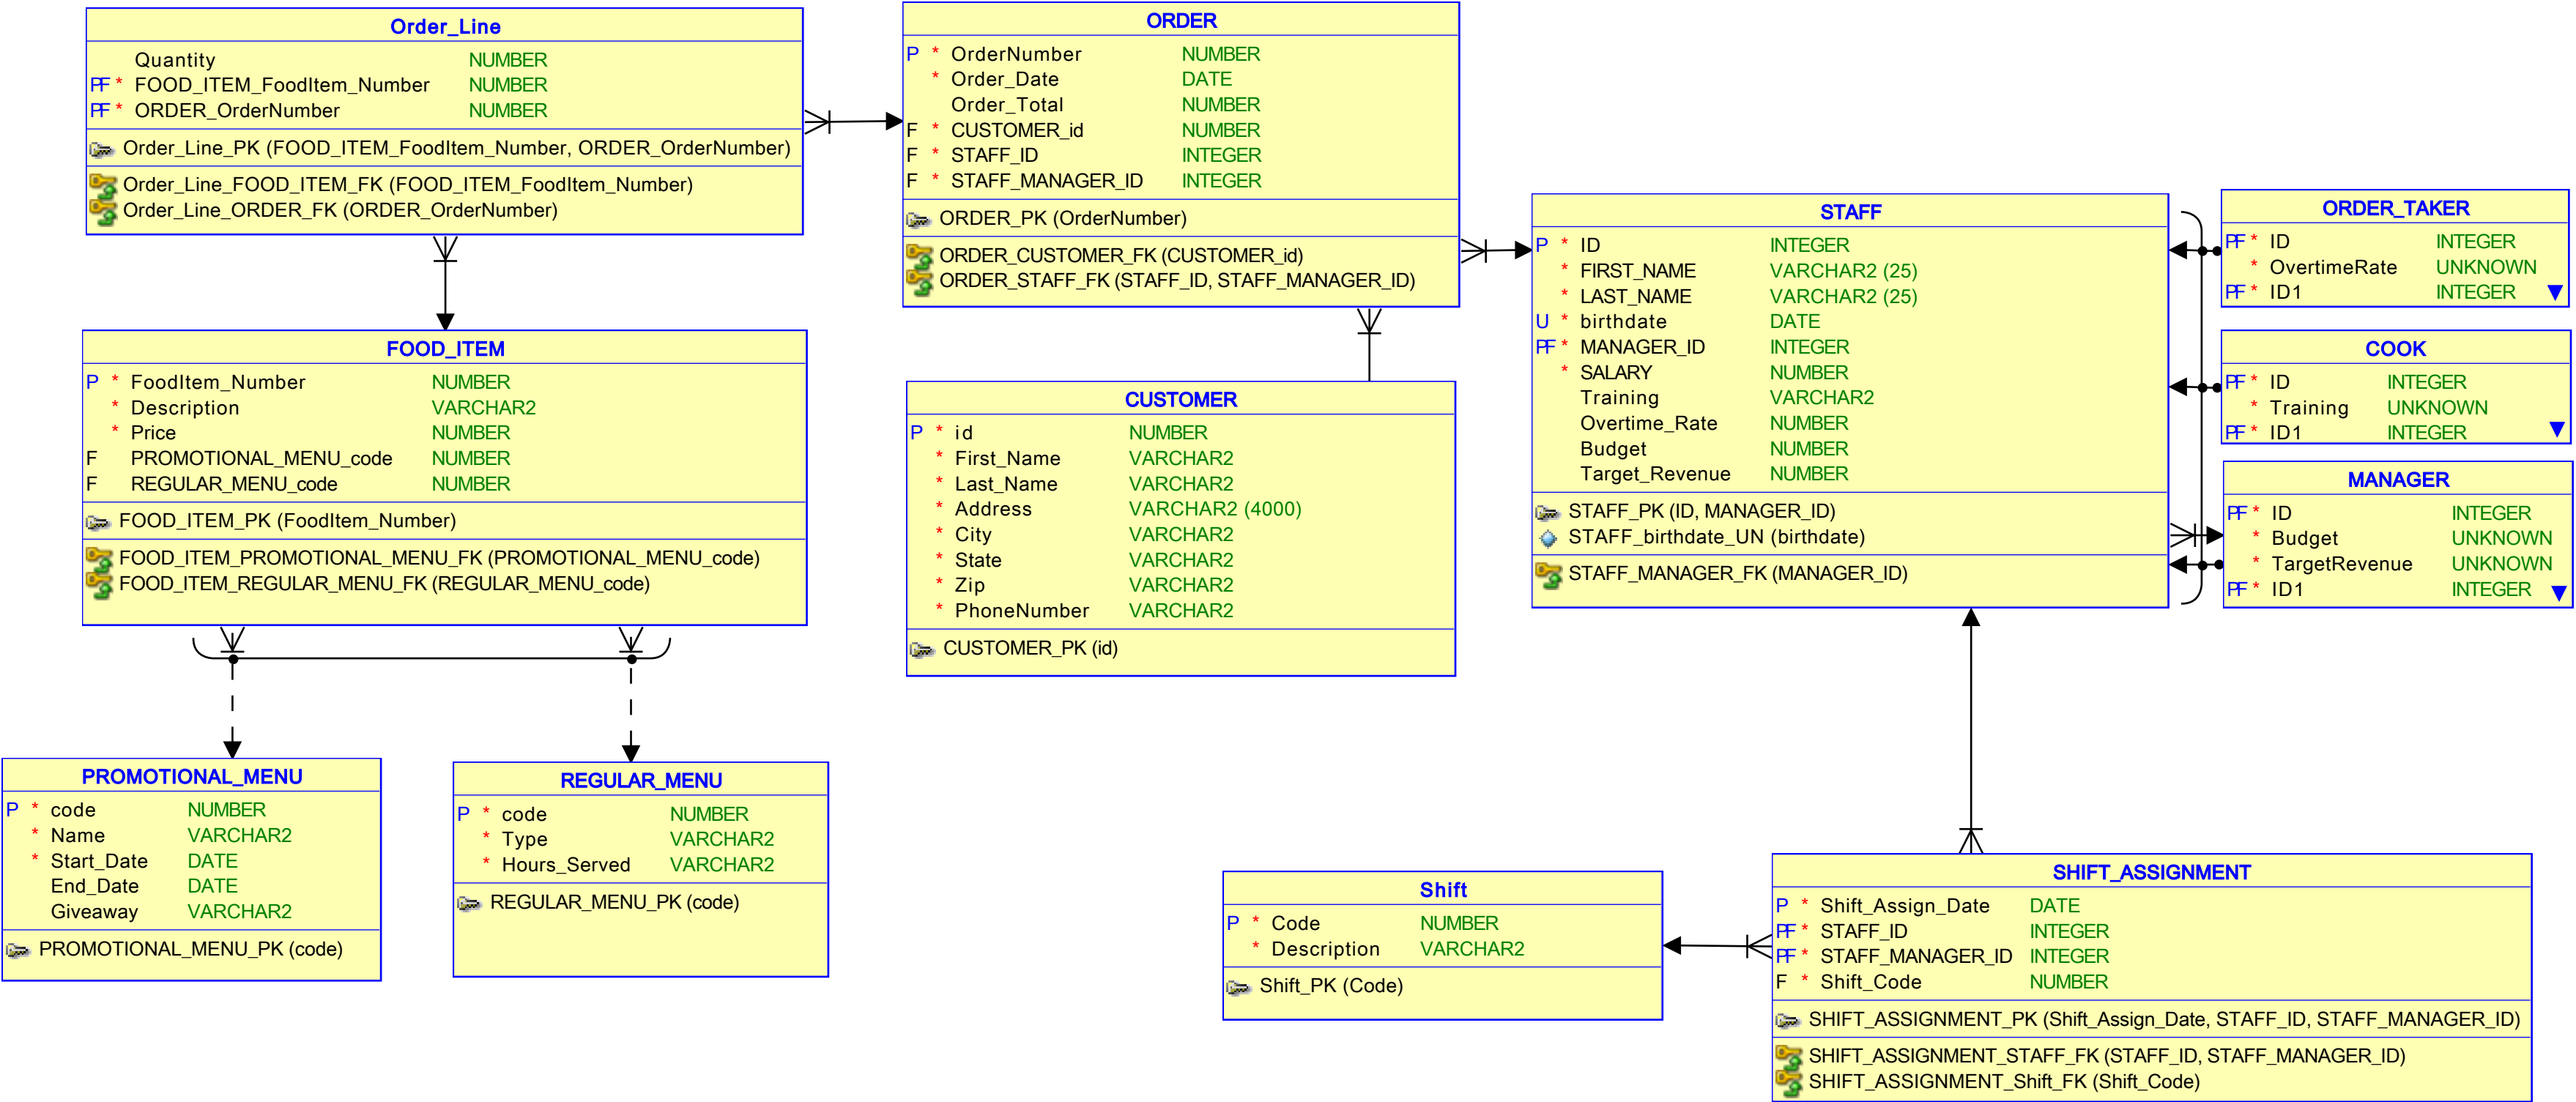 Order_Line
Quantity NUMBER
PF * FOOD_ITEM_FoodItem_Number NUMBER
PF * ORDER_OrderNumber NUMBER
Order_Line_PK (FOOD_ITEM_FoodItem_Number, ORDER_OrderNumber)
Order_Line_FOOD_ITEM_FK (FOOD_ITEM_FoodItem_Number)
Order_Line_ORDER_FK (ORDER_OrderNumber)
ORDER
P * OrderNumber NUMBER
* Order_Date DATE
Order_Total NUMBER
F * CUSTOMER_id NUMBER
F * STAFF_ID INTEGER
F * STAFF_MANAGER_ID INTEGER
ORDER_PK (OrderNumber)
ORDER_CUSTOMER_FK (CUSTOMER_id)
ORDER_STAFF_FK (STAFF_ID, STAFF_MANAGER_ID)
STAFF
P * ID INTEGER
* FIRST_NAME VARCHAR2 (25)
* LAST_NAME VARCHAR2 (25)
U * birthdate DATE
PF * MANAGER_ID INTEGER
* SALARY NUMBER
Training VARCHAR2
Overtime_Rate NUMBER
Budget NUMBER
Target_Revenue NUMBER
STAFF_PK (ID, MANAGER_ID)
STAFF_birthdate_UN (birthdate)
STAFF_MANAGER_FK (MANAGER_ID)
ORDER_TAKER
PF * ID INTEGER
* OvertimeRate UNKNOWN
PF * ID1 INTEGER
COOK
PF * ID INTEGER
* Training UNKNOWN
PF * ID1 INTEGER
MANAGER
PF * ID INTEGER
* Budget UNKNOWN
* TargetRevenue UNKNOWN
PF * ID1 INTEGER
FOOD_ITEM
P * FoodItem_Number NUMBER
* Description VARCHAR2
* Price NUMBER
F PROMOTIONAL_MENU_code NUMBER
F REGULAR_MENU_code NUMBER
FOOD_ITEM_PK (FoodItem_Number)
FOOD_ITEM_PROMOTIONAL_MENU_FK (PROMOTIONAL_MENU_code)
FOOD_ITEM_REGULAR_MENU_FK (REGULAR_MENU_code)
CUSTOMER
P * id NUMBER
* First_Name VARCHAR2
* Last_Name VARCHAR2
* Address VARCHAR2 (4000)
* City VARCHAR2
* State VARCHAR2
* Zip VARCHAR2
* PhoneNumber VARCHAR2
CUSTOMER_PK (id)
PROMOTIONAL_MENU
P * code NUMBER
* Name VARCHAR2
* Start_Date DATE
End_Date DATE
Giveaway VARCHAR2
PROMOTIONAL_MENU_PK (code)
REGULAR_MENU
P * code NUMBER
* Type VARCHAR2
* Hours_Served VARCHAR2
REGULAR_MENU_PK (code)
Shift
P * Code NUMBER
* Description VARCHAR2
Shift_PK (Code)
SHIFT_ASSIGNMENT
P * Shift_Assign_Date DATE
PF * STAFF_ID INTEGER
PF * STAFF_MANAGER_ID INTEGER
F * Shift_Code NUMBER
SHIFT_ASSIGNMENT_PK (Shift_Assign_Date, STAFF_ID, STAFF_MANAGER_ID)
SHIFT_ASSIGNMENT_STAFF_FK (STAFF_ID, STAFF_MANAGER_ID)
SHIFT_ASSIGNMENT_Shift_FK (Shift_Code)